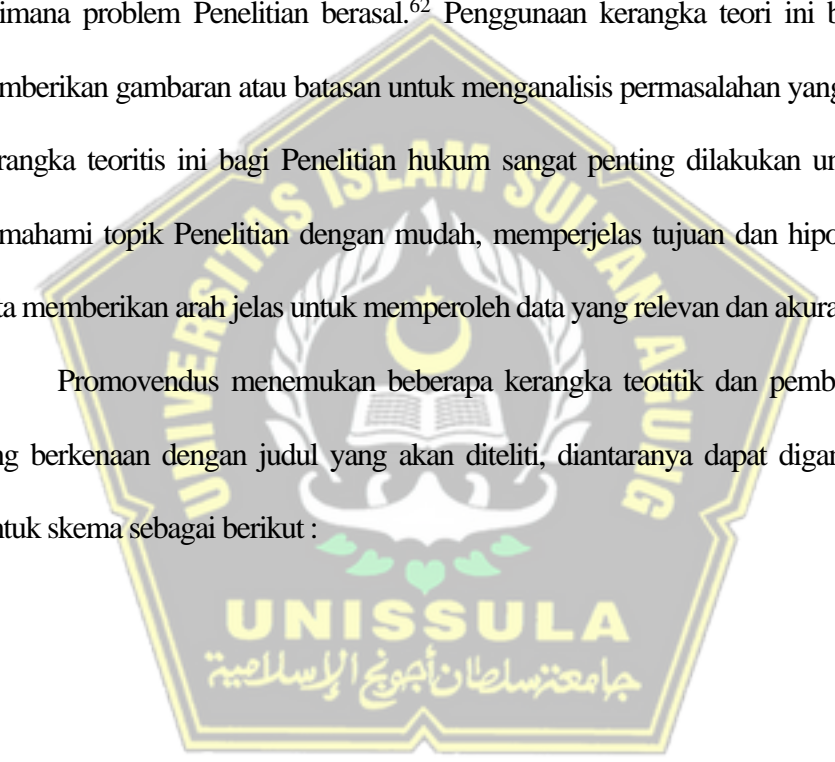 imana problem Penelitian berasal.62 Penggunaan kerangka teori ini b
mberikan gambaran atau batasan untuk menganalisis permasalahan yang
rangka teoritis ini bagi Penelitian hukum sangat penting dilakukan un
mahami topik Penelitian dengan mudah, memperjelas tujuan dan hipo
ta memberikan arah jelas untuk memperoleh data yang relevan dan akura
Promovendus menemukan beberapa kerangka teotitik dan pemb
ng berkenaan dengan judul yang akan diteliti, diantaranya dapat digan
ntuk skema sebagai berikut :
UNIVERSITAS ISLAM SULTAN AGUNG
UNISSULA
جامعة سلطان أجونج الإسلامية